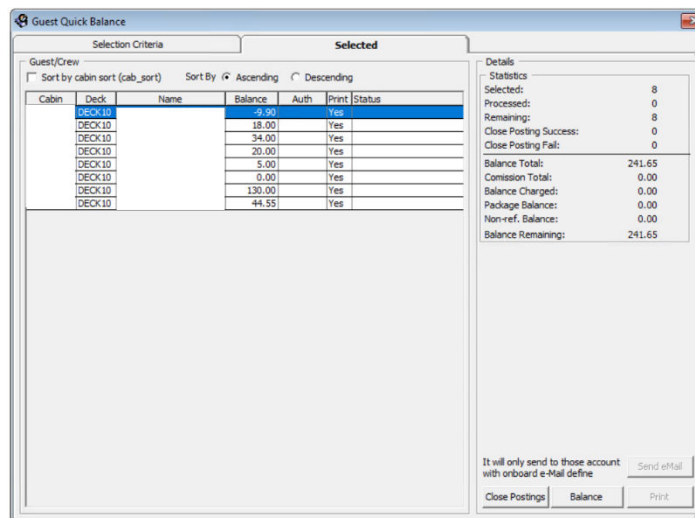 Guest Quick Balance
Selection Criteria
Selected
Guest/Crew
Sort by cabin sort (cab_sort) Sort By Ascending Descending
Cabin Deck Name Balance Auth Print Status
DECK10 -9.90 Yes
DECK10 18.00 Yes
DECK10 34.00 Yes
DECK10 20.00 Yes
DECK10 5.00 Yes
DECK10 0.00 Yes
DECK10 130.00 Yes
DECK10 44.55 Yes
Details
Statistics
Selected: 8
Processed: 0
Remaining: 8
Close Posting Success: 0
Close Posting Fail: 0
Balance Total: 241.65
Comission Total: 0.00
Balance Charged: 0.00
Package Balance: 0.00
Non-ref. Balance: 0.00
Balance Remaining: 241.65
It will only send to those account
with onboard e-Mail define
Send eMail
Close Postings Balance Print